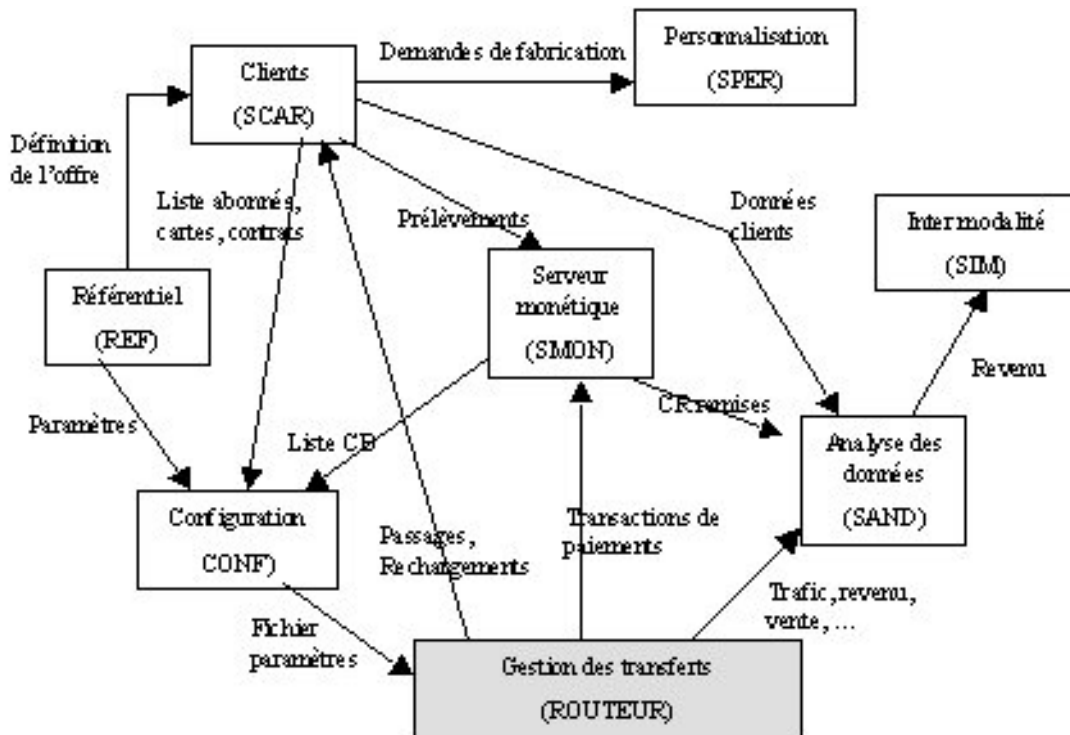 Personnalisation
(SPER)
Demandes de fabrication
Clients
(SCAR)
Définition
de l'offre
Liste abonnés,
cartes, contrats
Prélèvements
Données
clients
Intermodalité
(SIM)
Référentiel
(REF)
Serveur
monétique
(SMON)
Revenu
Paramètres
Liste CB
CR remises
Analyse des
données
(SAND)
Configuration
CONF)
Passages,
Rechargements
Transactions de
paiements
Trafic, revenu,
vente, ...
Fichier
paramètres
Gestion des transferts
(ROUTEUR)